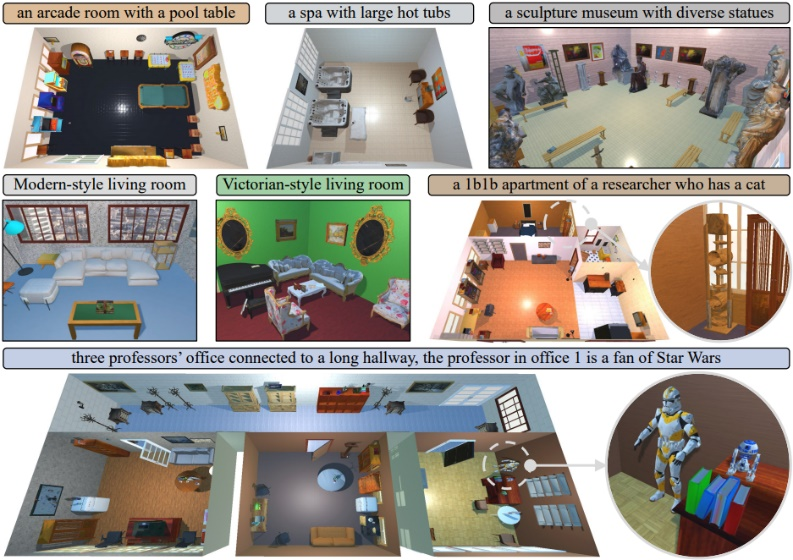 an arcade room with a pool table
a spa with large hot tubs
a sculpture museum with diverse statues
Modern-style living room
Victorian-style living room
a 1b1b apartment of a researcher who has a cat
three professors' office connected to a long hallway, the professor in office 1 is a fan of Star Wars